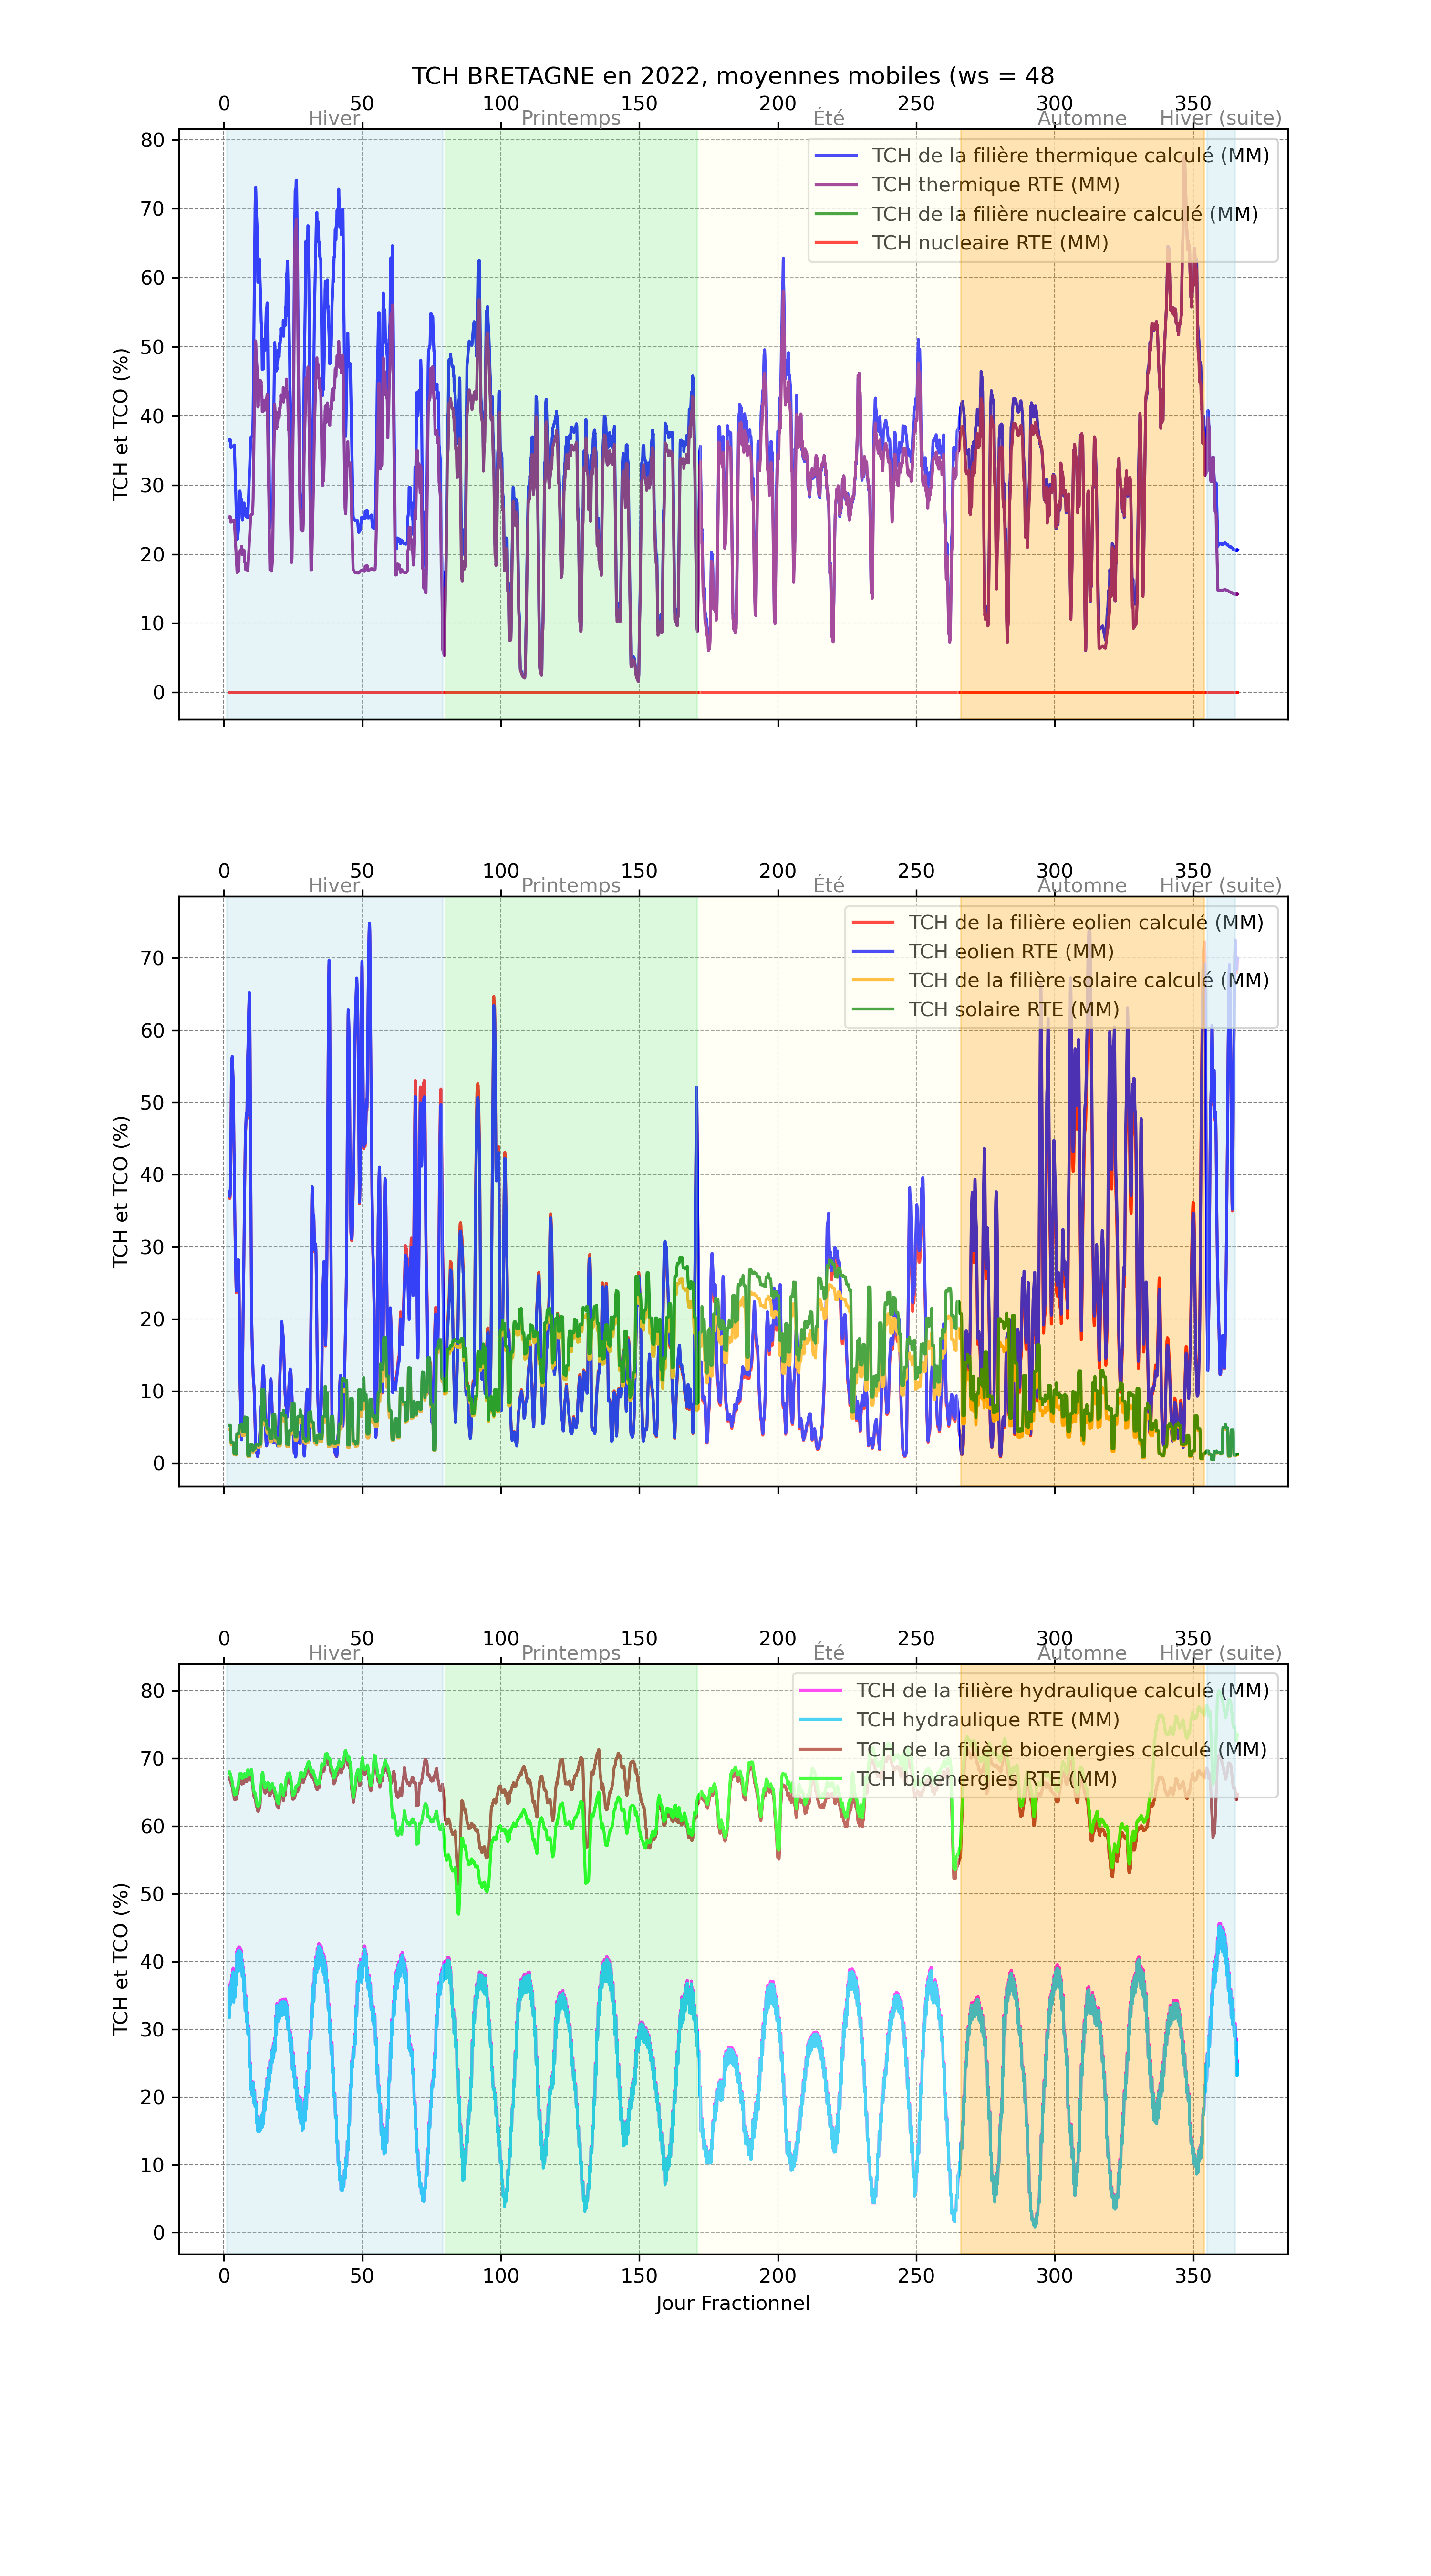 TCH BRETAGNE en 2022, moyennes mobiles (ws = 48
0 50 100 150 200 250 300 350
Hiver Printemps Été Automne Hiver (suite)
TCH et TCO (%)
80
70
60
50
40
30
20
10
0
TCH de la filière thermique calculé (MM)
TCH thermique RTE (MM)
TCH de la filière nucleaire calculé (MM)
TCH nucleaire RTE (MM)
0 50 100 150 200 250 300 350
Hiver Printemps Été Automne Hiver (suite)
TCH et TCO (%)
70
60
50
40
30
20
10
0
TCH de la filière eolien calculé (MM)
TCH eolien RTE (MM)
TCH de la filière solaire calculé (MM)
TCH solaire RTE (MM)
0 50 100 150 200 250 300 350
Hiver Printemps Été Automne Hiver (suite)
TCH et TCO (%)
80
70
60
50
40
30
20
10
0
TCH de la filière hydraulique calculé (MM)
TCH hydraulique RTE (MM)
TCH de la filière bioenergies calculé (MM)
TCH bioenergies RTE (MM)
0 50 100 150 200 250 300 350
Jour Fractionnel